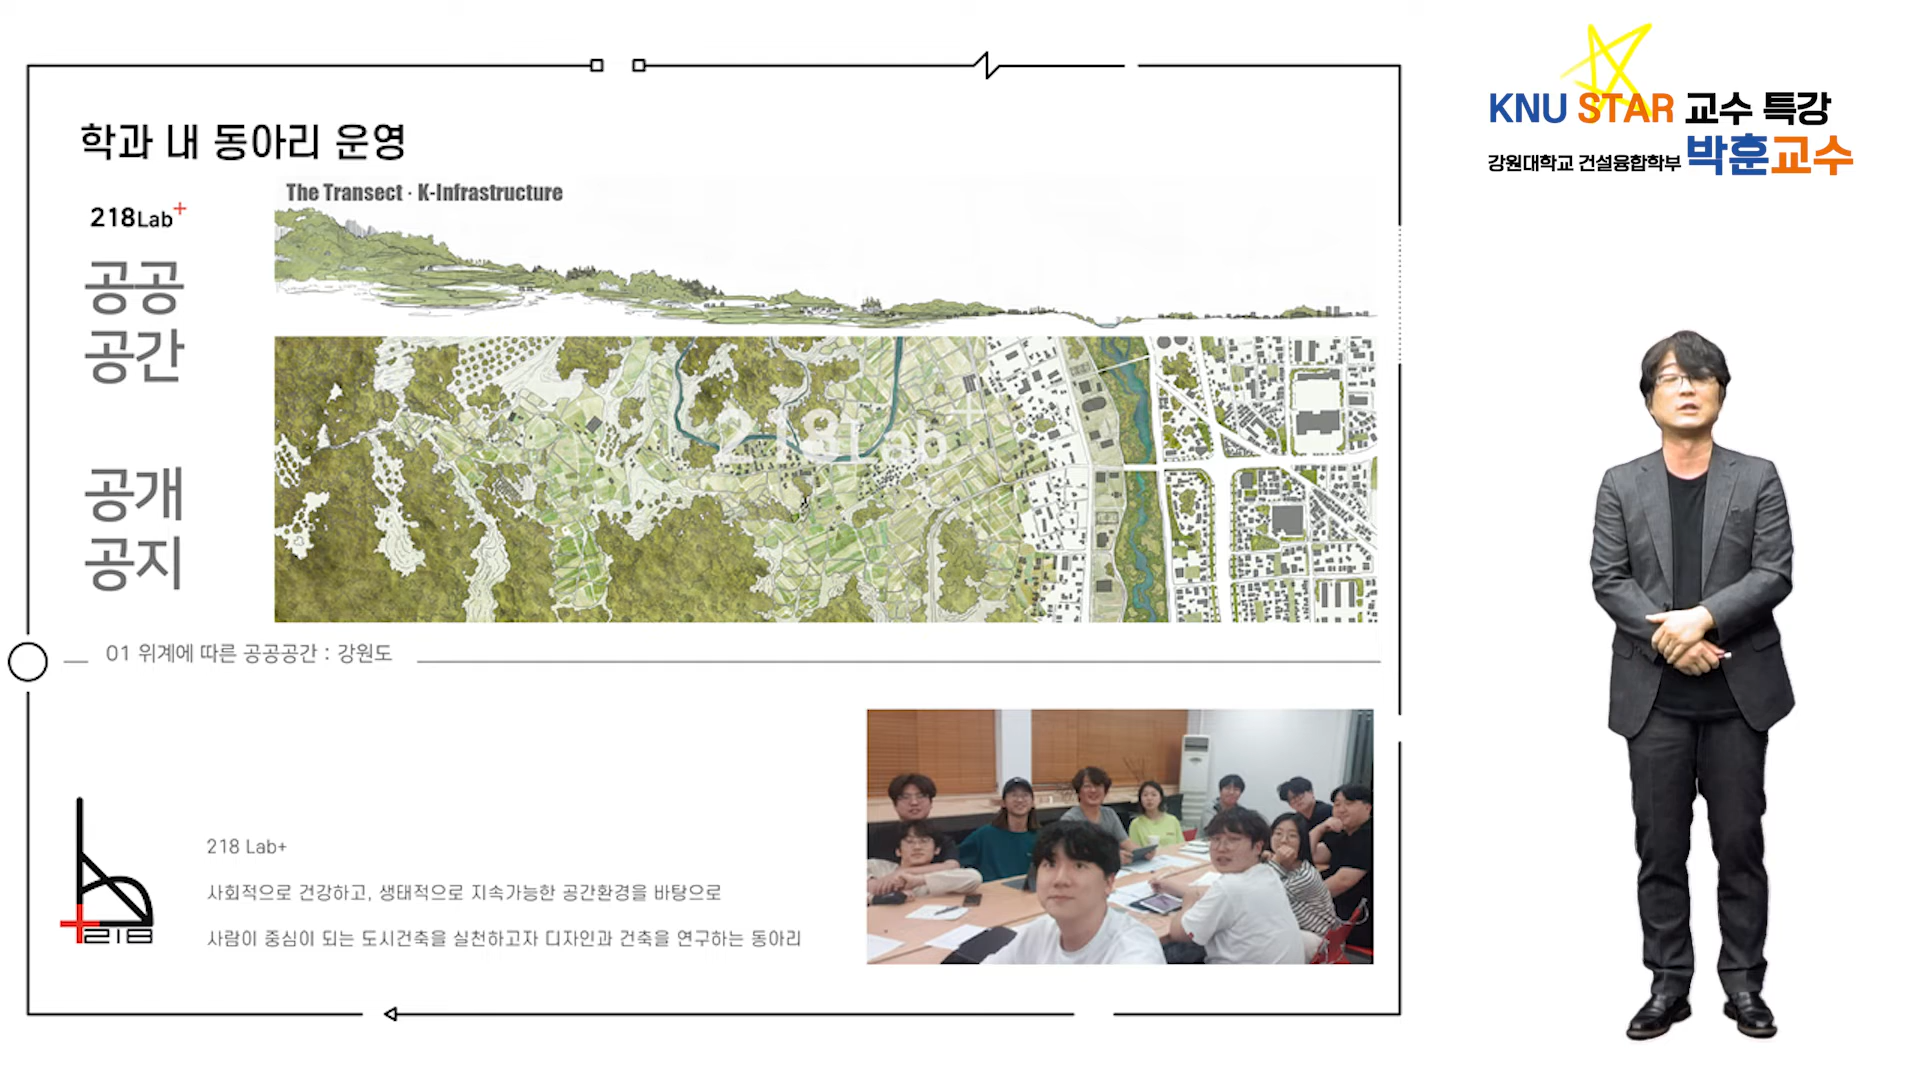 KNU STAR 교수 특강
강원대학교 건설융합학부 박훈교수
학과 내 동아리 운영
218Lab+
공공
공간
공개
공지
The Transect · K-Infrastructure
218Lab+
01 위계에 따른 공공공간 : 강원도
+218
218 Lab+
사회적으로 건강하고, 생태적으로 지속가능한 공간환경을 바탕으로
사람이 중심이 되는 도시건축을 실천하고자 디자인과 건축을 연구하는 동아리